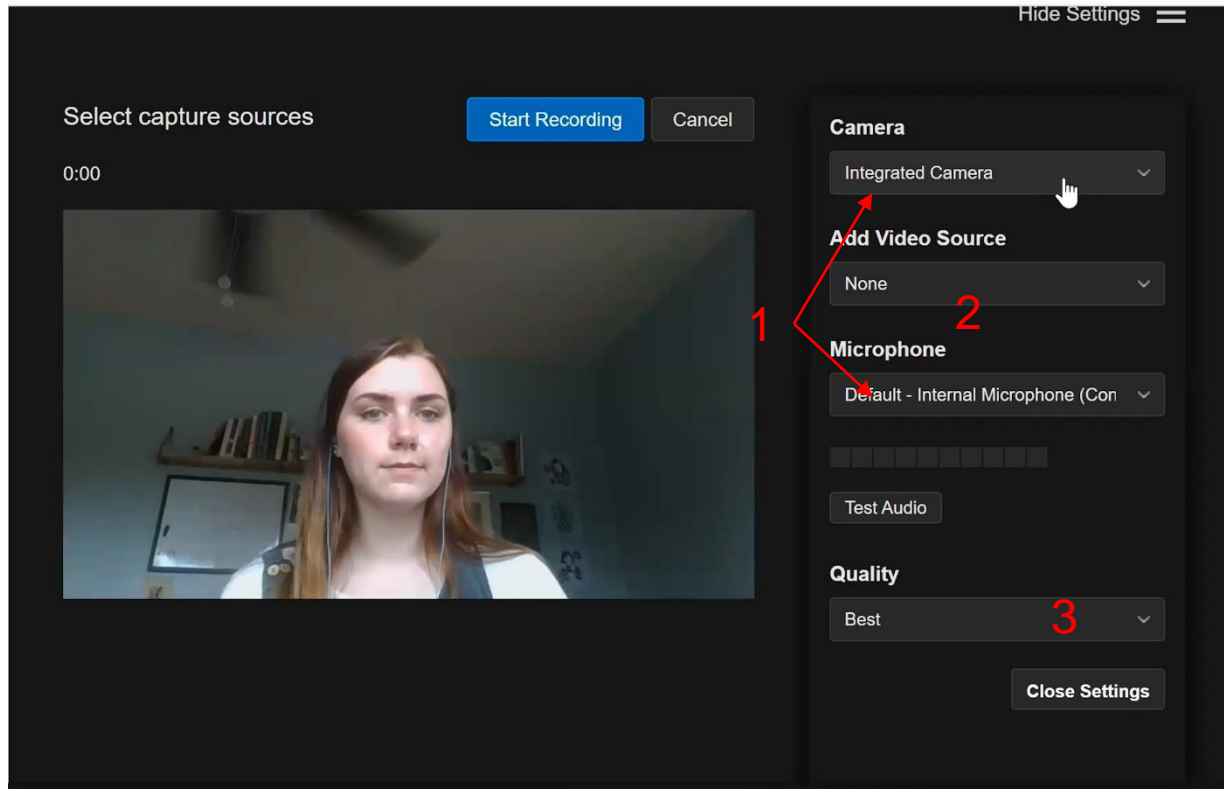 Hide Settings
Select capture sources
Start Recording
Cancel
0:00
Camera
Integrated Camera
Add Video Source
None
1
2
Microphone
Default - Internal Microphone (Con
Test Audio
Quality
Best
3
Close Settings